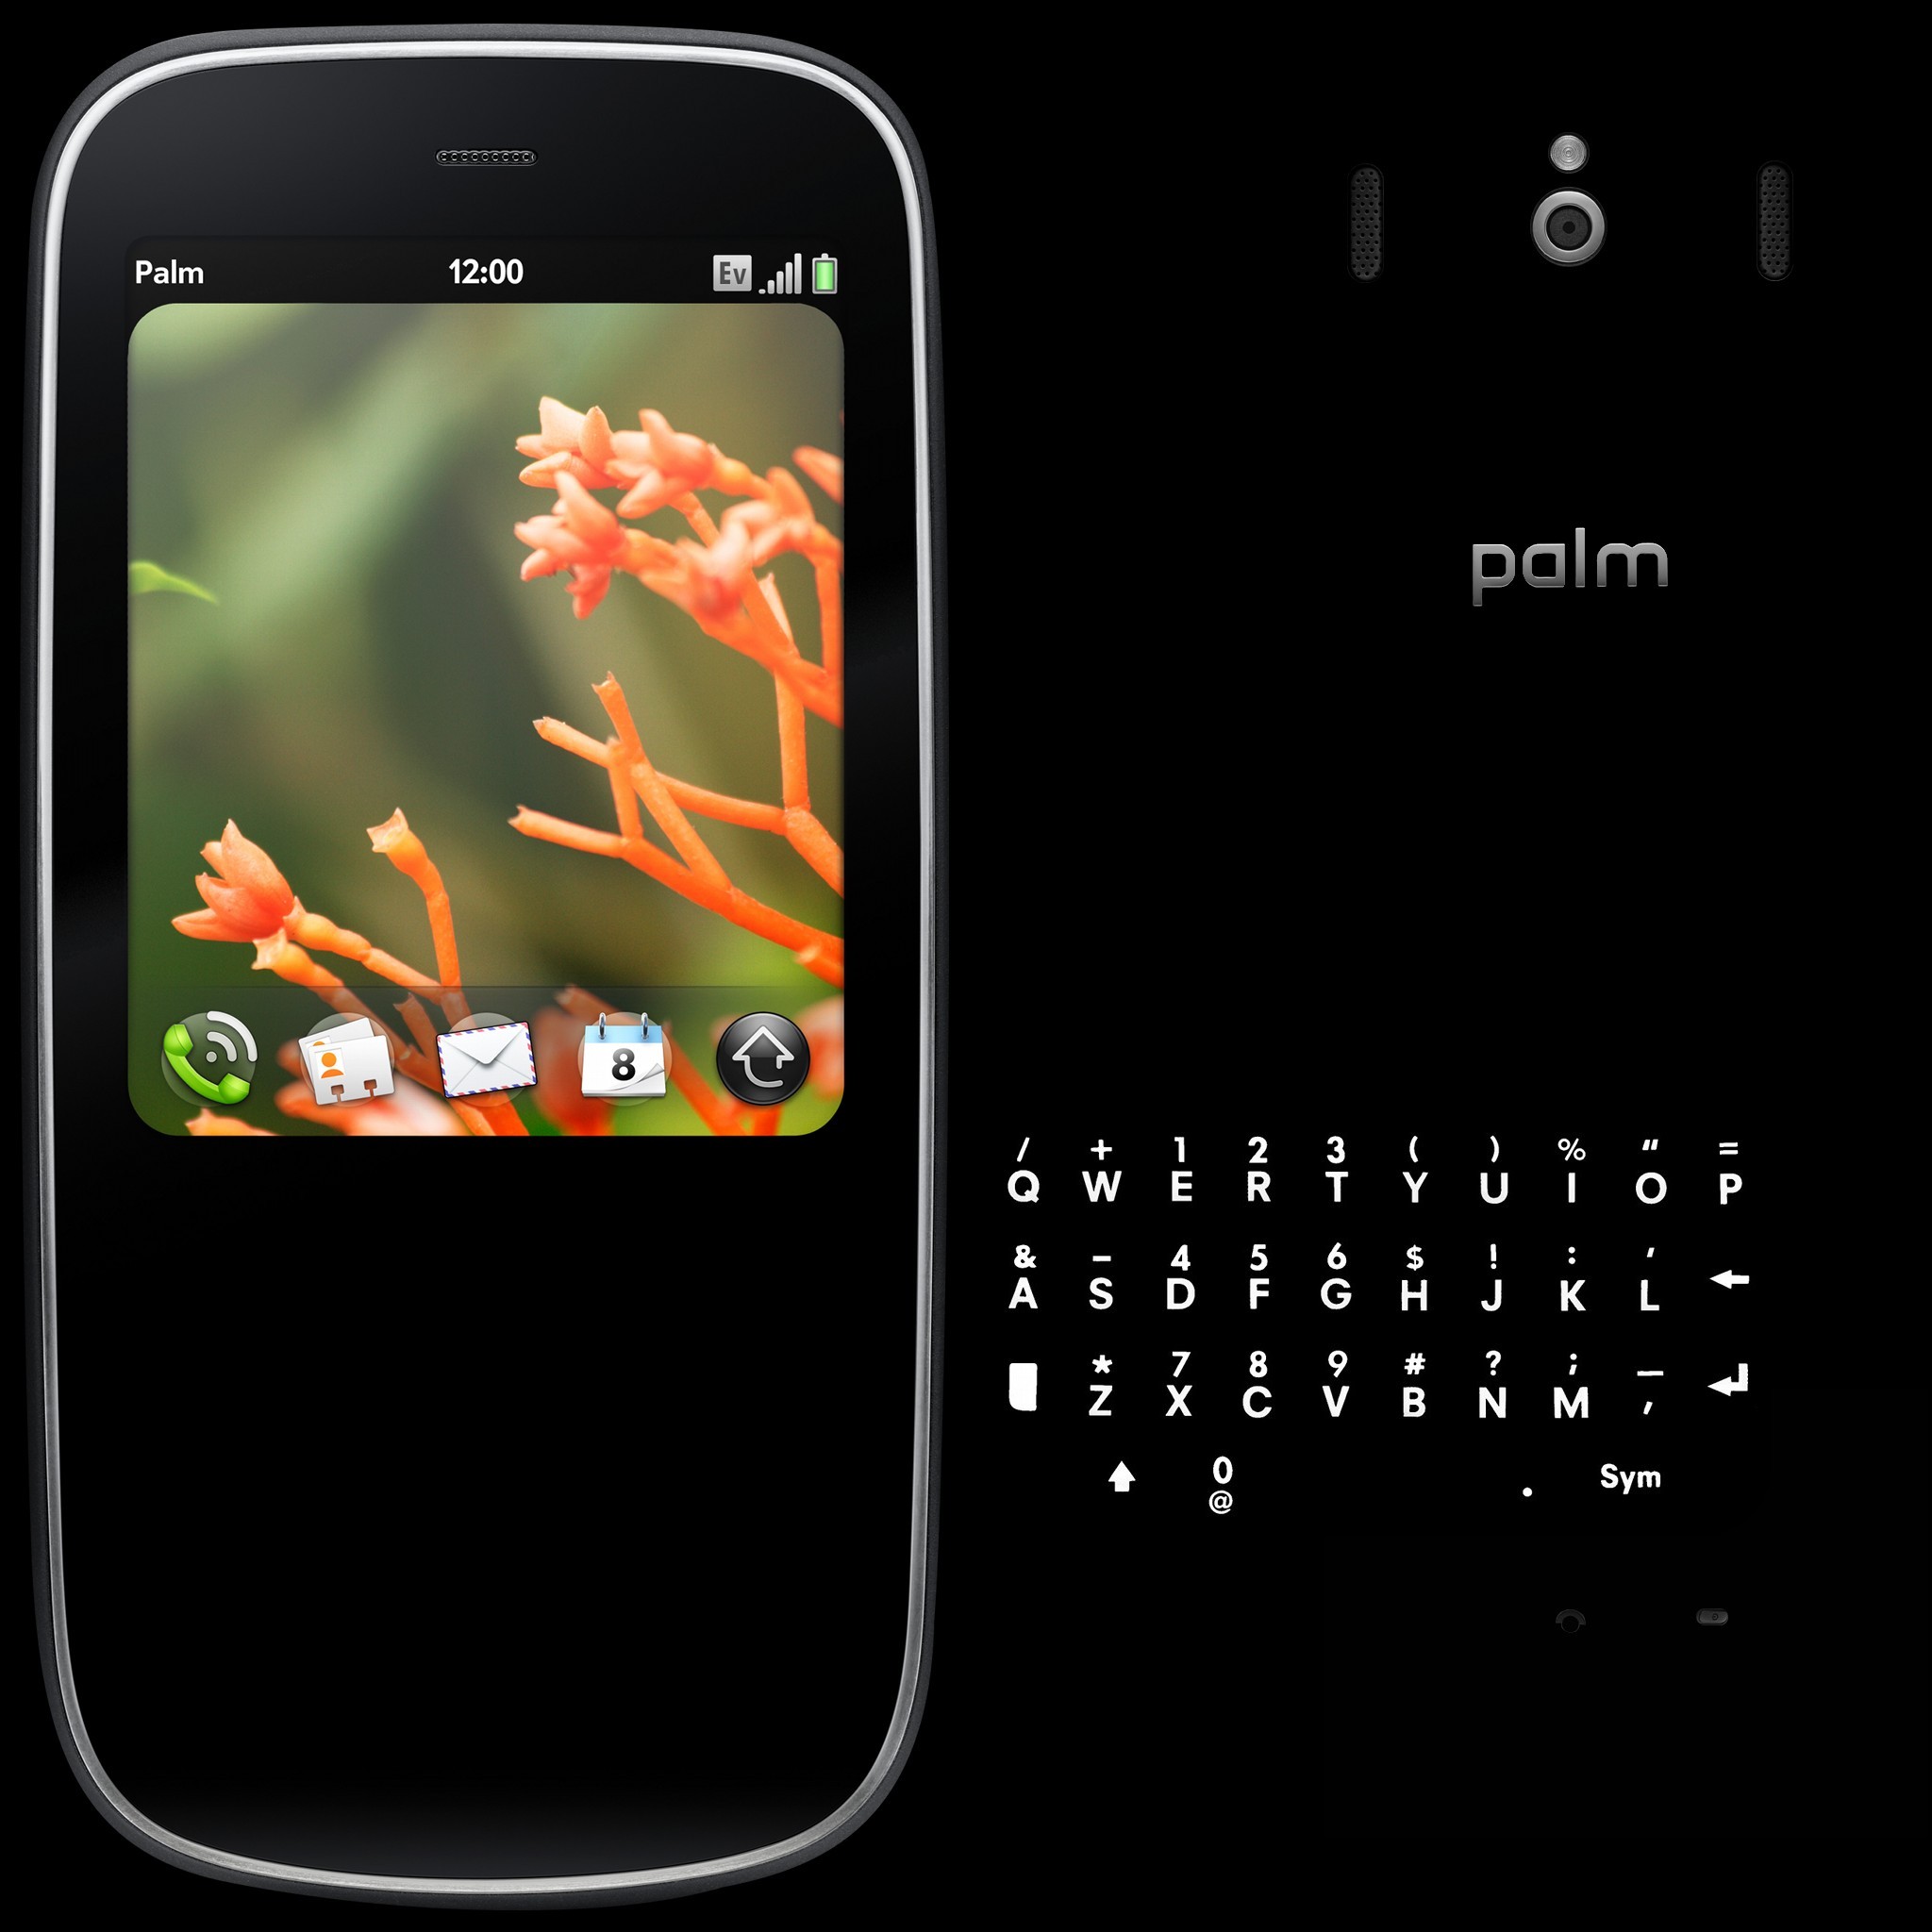 Palm 12:00 Ev
8
palm
/ + 1 2 3 ( ) % “ =
Q W E R T Y U I O P
& – 4 5 6 $ ! : ‘
A S D F G H J K L
* 7 8 9 # ? ; _
Z X C V B N M ,
0
@ . Sym